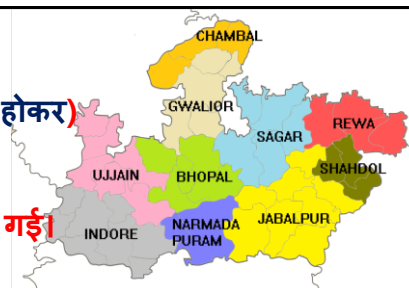 CHAMBAL
होकर)
GWALIOR
SAGAR
REWA
SHAHDOL
UJJAIN
BHOPAL
गई।
INDORE
NARMADA
PURAM
JABALPUR